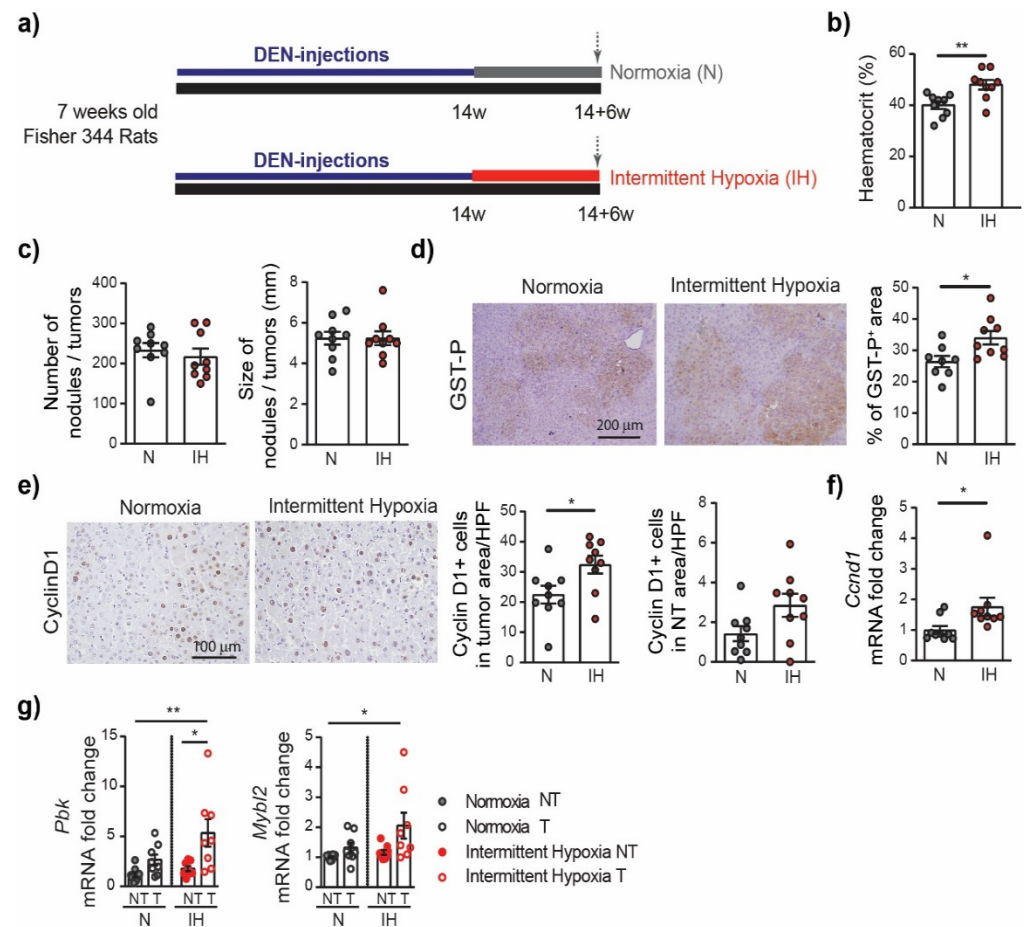 a)
DEN-injections
Normoxia (N)
14w 14+6w
7 weeks old
Fisher 344 Rats
DEN-injections
Intermittent Hypoxia (IH)
14w 14+6w
b)
Haematocrit (%)
60
40
20
0
**
N IH
c)
Number of
nodules / tumors
400
300
200
100
0
N IH
Size of
nodules / tumors (mm)
8
6
4
2
0
N IH
d)
Normoxia Intermittent Hypoxia
GST-P
200 µm
% of GST-P+ area
50
40
30
20
10
0
*
N IH
e)
Normoxia Intermittent Hypoxia
CyclinD1
100 µm
Cyclin D1+ cells
in tumor area/HPF
50
40
30
20
10
0
*
N IH
Cyclin D1+ cells
in NT area/HPF
8
6
4
2
0
N IH
f)
Ccnd1
mRNA fold change
5
4
3
2
1
0
*
N IH
g)
Pbk
mRNA fold change
15
10
5
0
**
*
NT T NT T
N IH
Mybl2
mRNA fold change
5
4
3
2
1
0
*
NT T NT T
N IH
Normoxia NT
Normoxia T
Intermittent Hypoxia NT
Intermittent Hypoxia T